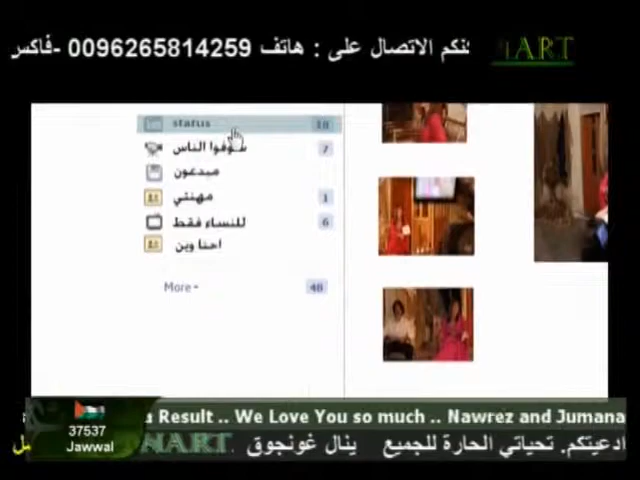 نكم الاتصال على : هاتف 0096265814259 -فاكس
ART
status 18
شوفوا الناس 7
مبدعون
مهنتي 1
للنساء فقط 6
احنا وين
More 48
a Result .. We Love You so much .. Nawrez and Jumana
37537
Jawwal
ادعيتكم. تحياتي الحارة للجميع ينال غونجوق
NART